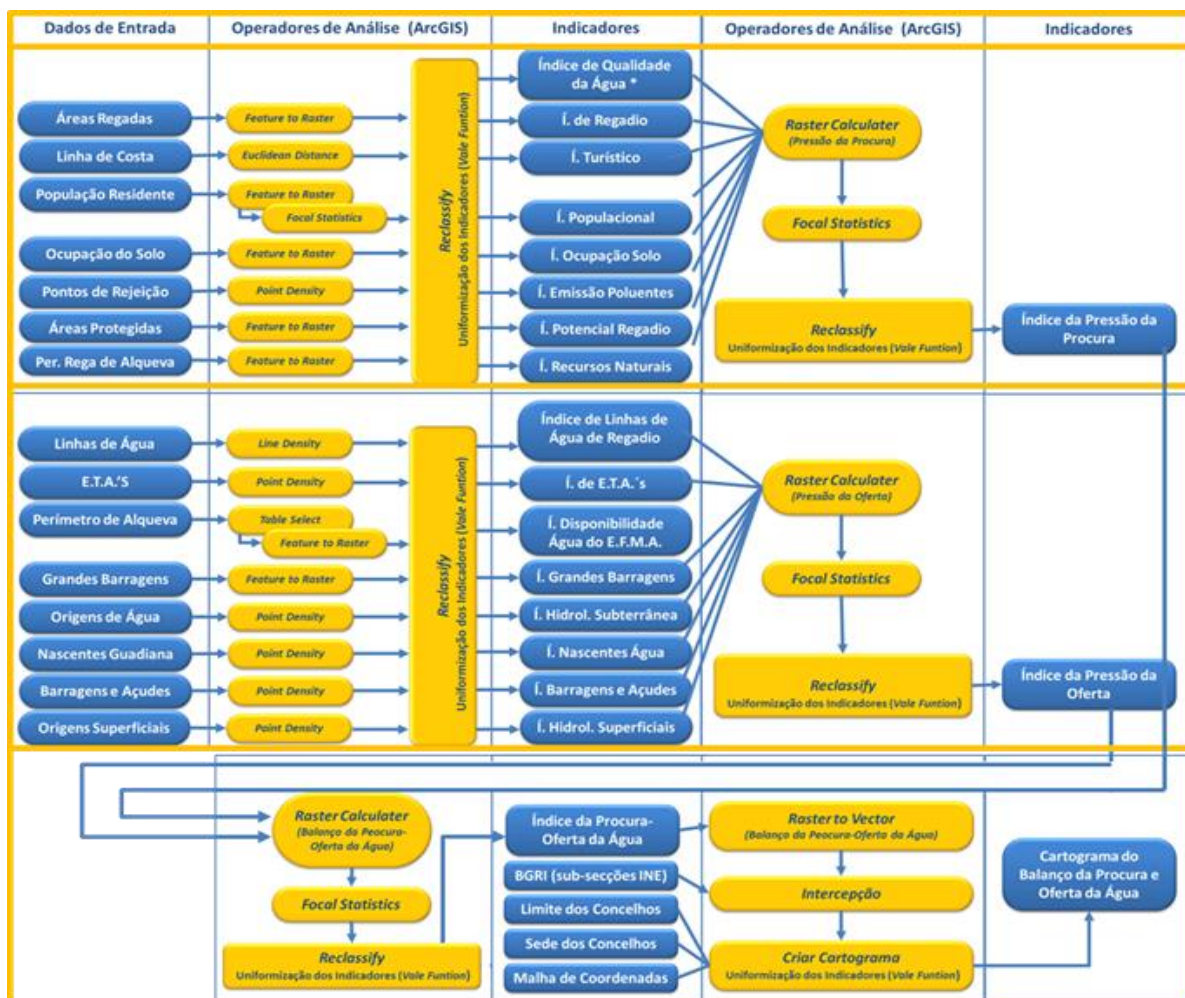 Dados de Entrada
Operadores de Análise (ArcGIS)
Indicadores
Operadores de Análise (ArcGIS)
Indicadores
Áreas Regadas
Linha de Costa
População Residente
Ocupação do Solo
Pontos de Rejeição
Áreas Protegidas
Per. Rega de Alqueva
Feature to Raster
Euclidean Distance
Feature to Raster
Focal Statistics
Feature to Raster
Point Density
Feature to Raster
Feature to Raster
Reclassify
Uniformização dos Indicadores (Vale Funtion)
Índice de Qualidade
da Água *
Í. de Regadio
Í. Turístico
Í. Populacional
Í. Ocupação Solo
Í. Emissão Poluentes
Í. Potencial Regadio
Í. Recursos Naturais
Raster Calculater
(Pressão da Procura)
Focal Statistics
Reclassify
Uniformização dos Indicadores (Vale Funtion)
Índice da Pressão da
Procura
Linhas de Água
E.T.A.'S
Perímetro de Alqueva
Grandes Barragens
Origens de Água
Nascentes Guadiana
Barragens e Açudes
Origens Superficiais
Line Density
Point Density
Table Select
Feature to Raster
Feature to Raster
Point Density
Point Density
Point Density
Point Density
Reclassify
Uniformização dos Indicadores (Vale Funtion)
Índice de Linhas de
Água de Regadio
Í. de E.T.A.´s
Í. Disponibilidade
Água do E.F.M.A.
Í. Grandes Barragens
Í. Hidrol. Subterrânea
Í. Nascentes Água
Í. Barragens e Açudes
Í. Hidrol. Superficiais
Raster Calculater
(Pressão da Oferta)
Focal Statistics
Reclassify
Uniformização dos Indicadores (Vale Funtion)
Índice da Pressão da
Oferta
Raster Calculater
(Balanço da Peocura-
Oferta da Água)
Focal Statistics
Reclassify
Uniformização dos Indicadores (Vale Funtion)
Índice da Procura-
Oferta da Água
BGRI (sub-secções INE)
Limite dos Concelhos
Sede dos Concelhos
Malha de Coordenadas
Raster to Vector
(Balanço da Peocura-Oferta da Água)
Intercepção
Criar Cartograma
Uniformização dos Indicadores (Vale Funtion)
Cartograma do
Balanço da Procura e
Oferta da Água